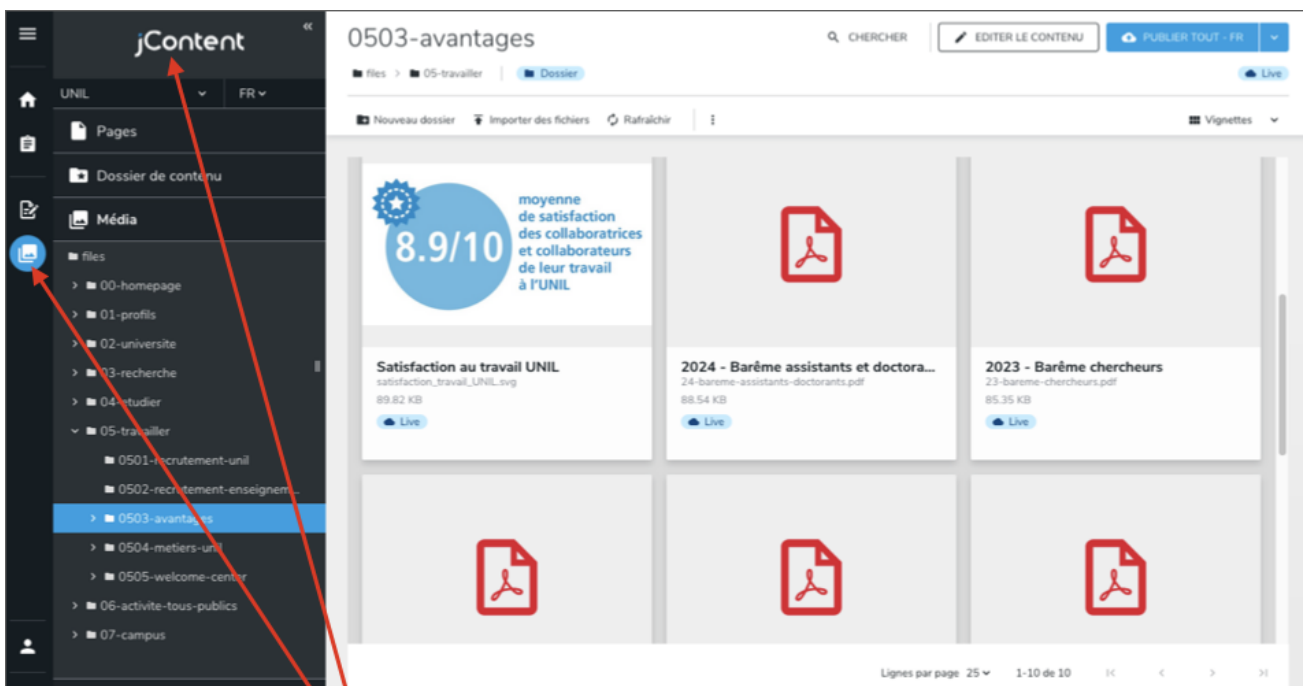 jContent
«
UNIL
FR
Pages
Dossier de contenu
Média
files
00-homepage
01-profils
02-universite
03-recherche
04-etudier
05-travailler
0501-recrutement-unil
0502-recrutement-enseignem...
0503-avantages
0504-metiers-unil
0505-welcome-center
06-activite-tous-publics
07-campus
0503-avantages
CHERCHER
EDITER LE CONTENU
PUBLIER TOUT - FR
files > 05-travailler
Dossier
Live
Nouveau dossier
Importer des fichiers
Rafraîchir
Vignettes
8.9/10
moyenne
de satisfaction
des collaboratrices
et collaborateurs
de leur travail
à l'UNIL
Satisfaction au travail UNIL
satisfaction_travail_UNIL.svg
89.82 KB
Live
2024 - Barême assistants et doctora...
24-bareme-assistants-doctorants.pdf
88.54 KB
Live
2023 - Barême chercheurs
23-bareme-chercheurs.pdf
85.35 KB
Live
Lignes par page 25
1-10 de 10